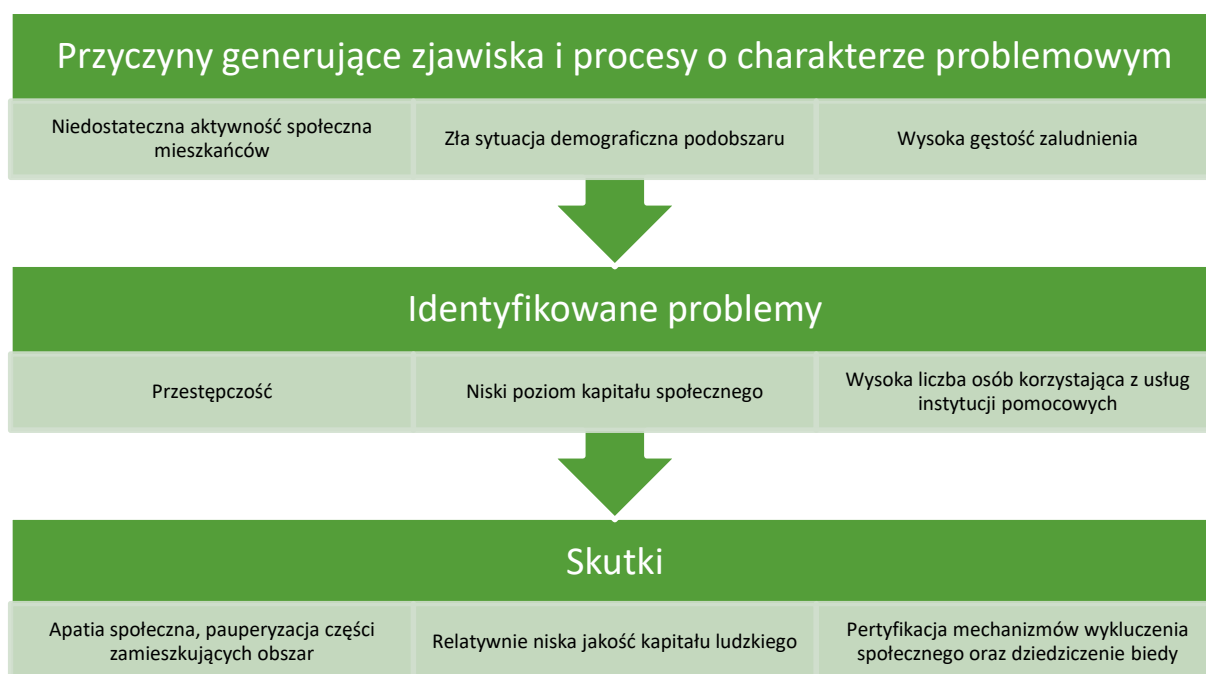 Przyczyny generujące zjawiska i procesy o charakterze problemowym
Niedostateczna aktywność społeczna
mieszkańców
Zła sytuacja demograficzna podobszaru
Wysoka gęstość zaludnienia
Identyfikowane problemy
Przestępczość
Niski poziom kapitału społecznego
Wysoka liczba osób korzystająca z usług
instytucji pomocowych
Skutki
Apatia społeczna, pauperyzacja części
zamieszkujących obszar
Relatywnie niska jakość kapitału ludzkiego
Pertyfikacja mechanizmów wykluczenia
społecznego oraz dziedziczenie biedy